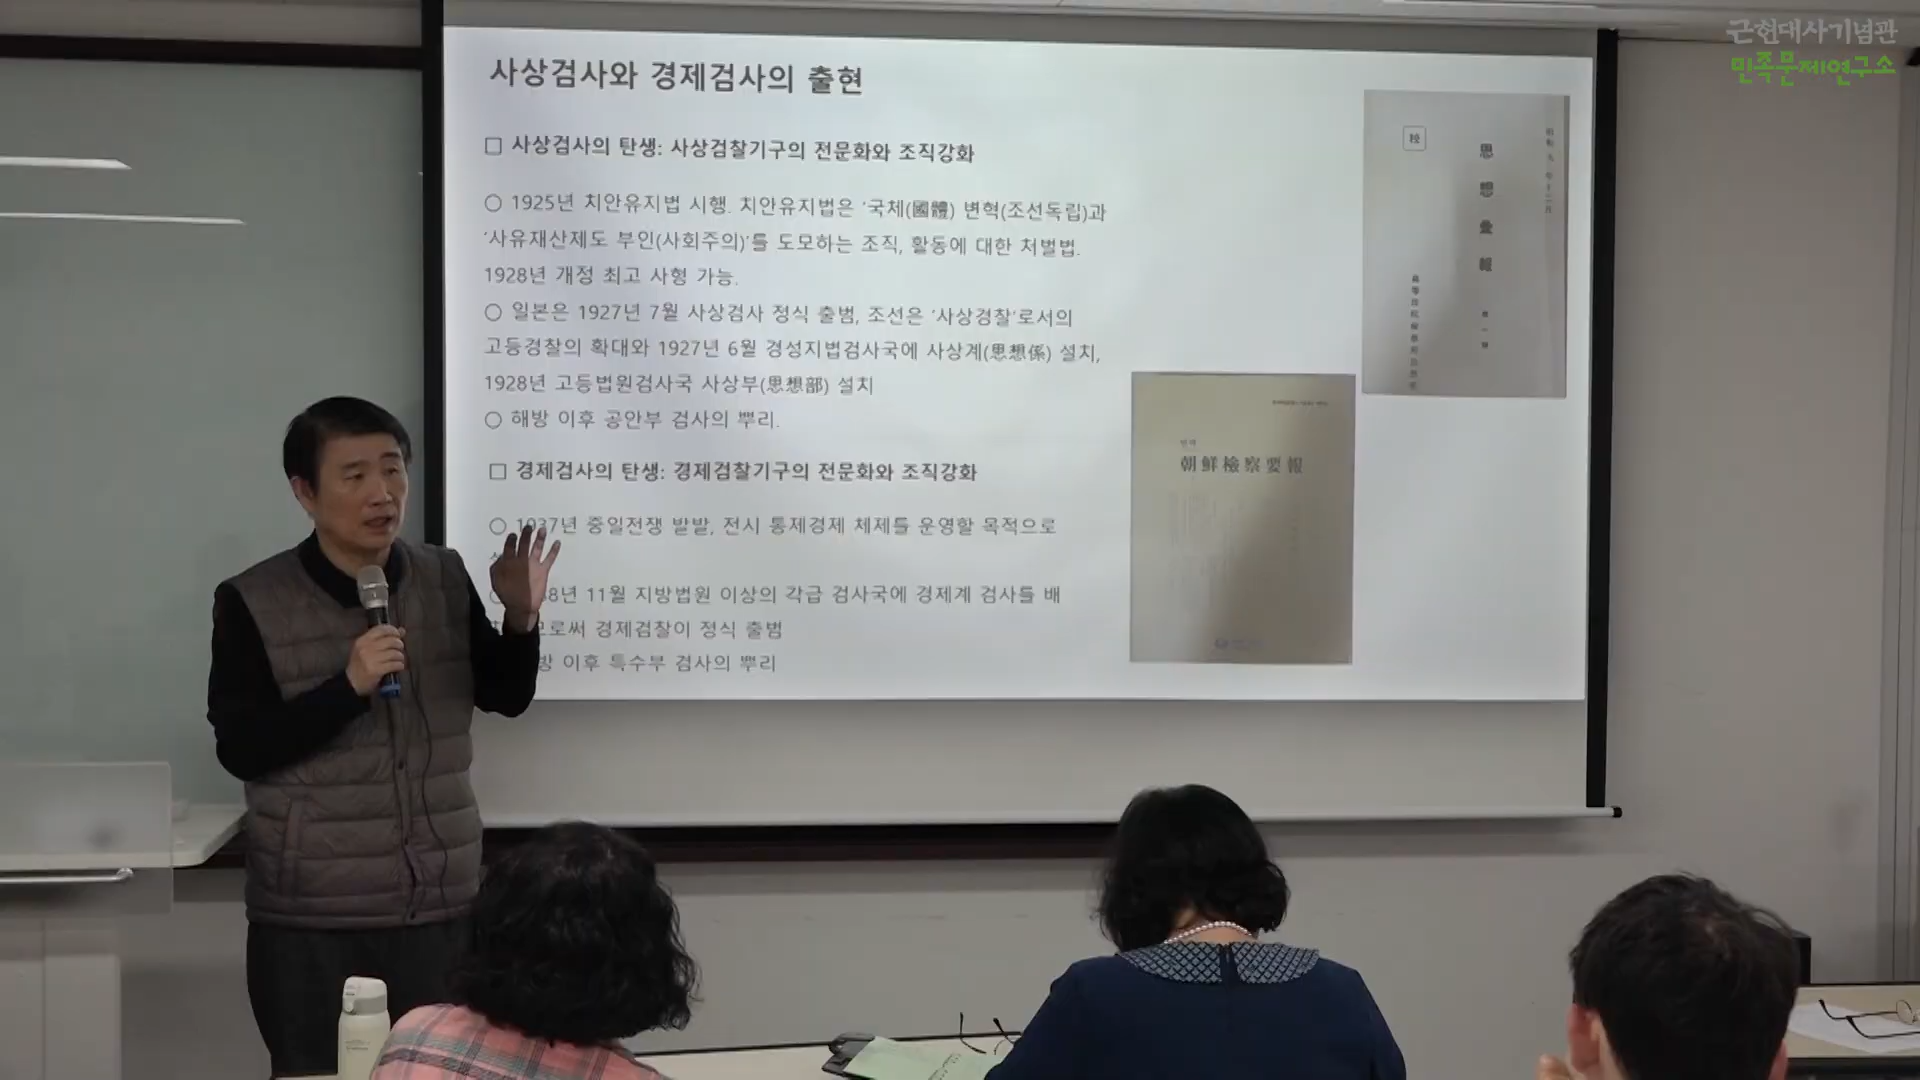 근현대사기념관
민족문제연구소
사상검사와 경제검사의 출현
□ 사상검사의 탄생: 사상검찰기구의 전문화와 조직강화
○ 1925년 치안유지법 시행. 치안유지법은 '국체(國體) 변혁(조선독립)과
'사유재산제도 부인(사회주의)'를 도모하는 조직, 활동에 대한 처벌법.
1928년 개정 최고 사형 가능.
○ 일본은 1927년 7월 사상검사 정식 출범, 조선은 '사상경찰'로서의
고등경찰의 확대와 1927년 6월 경성지법검사국에 사상계(思想係) 설치,
1928년 고등법원검사국 사상부(思想部) 설치
○ 해방 이후 공안부 검사의 뿌리.
□ 경제검사의 탄생: 경제검찰기구의 전문화와 조직강화
○ 1937년 중일전쟁 발발, 전시 통제경제 체제를 운영할 목적으로
8년 11월 지방법원 이상의 각급 검사국에 경제계 검사를 배
로써 경제검찰이 정식 출범
방 이후 특수부 검사의 뿌리
思想彙報
朝鮮檢察要報